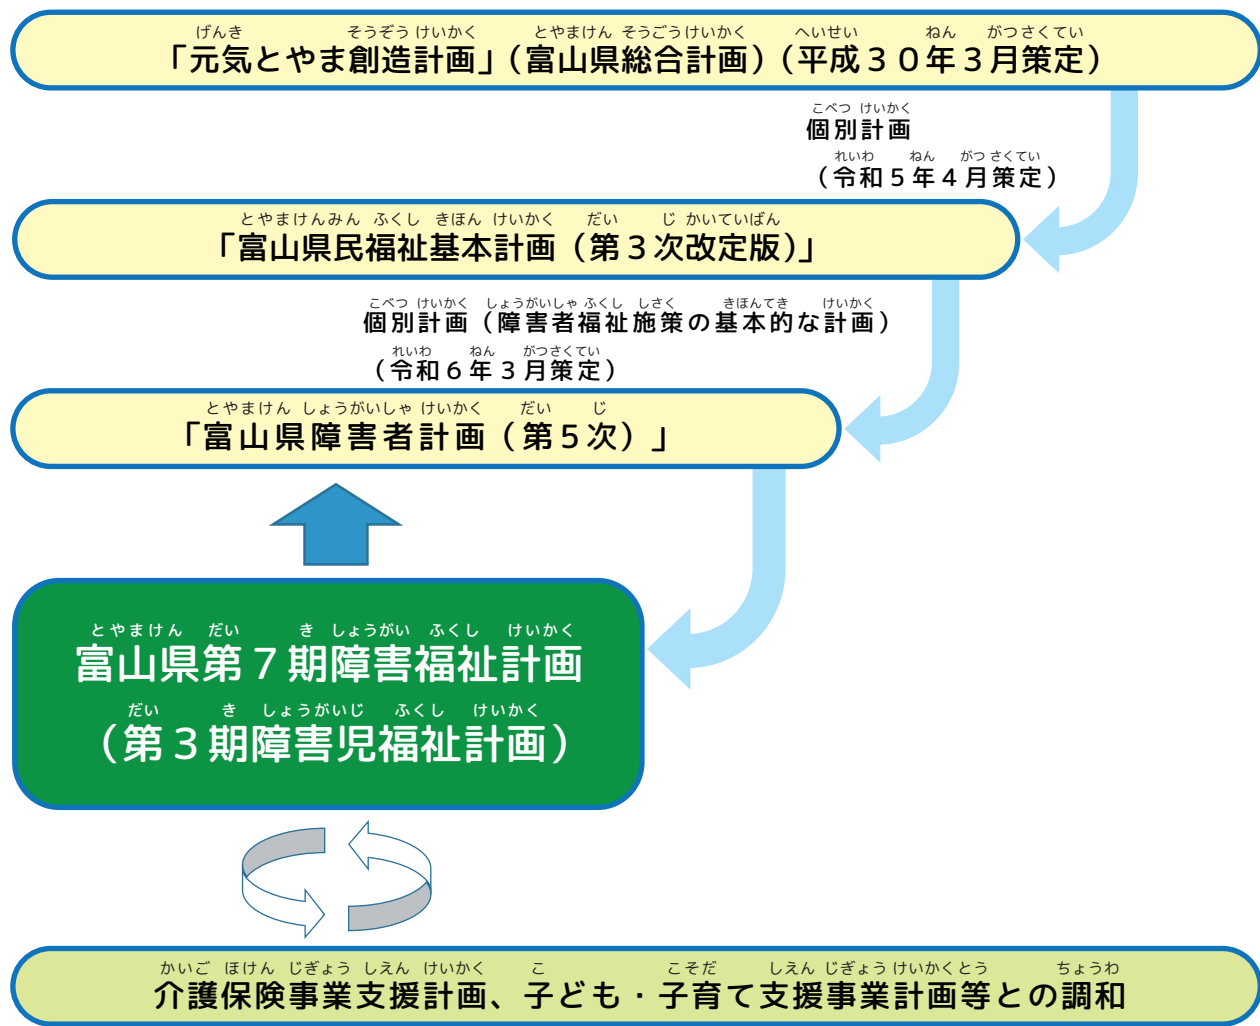 げんき そうぞう けいかく とやまけん そうごうけいかく へいせい ねん がつさくてい
「元気とやま創造計画」（富山県総合計画）（平成３０年３月策定）
こべつ けいかく
個別計画
れいわ ねん がつ さくてい
（令和５年４月策定）
とやまけんみん ふくし きほん けいかく だい じ かいていばん
「富山県民福祉基本計画（第３次改定版）」
こべつ けいかく しょうがいしゃ ふくし しさく きほんてき けいかく
個別計画（障害者福祉施策の基本的な計画）
れいわ ねん がつさくてい
（令和６年３月策定）
とやまけん しょうがいしゃ けいかく だい じ
「富山県障害者計画（第５次）」
とやまけん だい き しょうがい ふくし けいかく
富山県第７期障害福祉計画
だい き しょうがいじ ふくし けいかく
（第３期障害児福祉計画）
かいご ほけん じぎょう しえん けいかく こ こそだ しえん じぎょう けいかくとう ちょうわ
介護保険事業支援計画、子ども・子育て支援事業計画等との調和